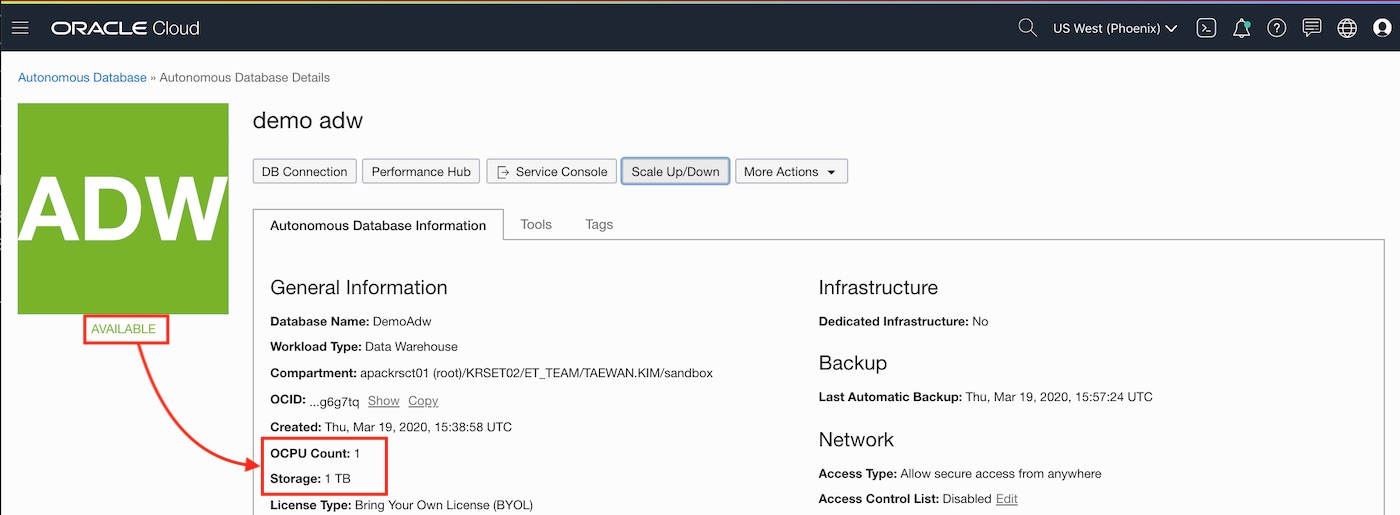 ORACLE Cloud
US West (Phoenix)
Autonomous Database » Autonomous Database Details
ADW
AVAILABLE
demo adw
DB Connection Performance Hub Service Console Scale Up/Down More Actions
Autonomous Database Information Tools Tags
General Information
Database Name: DemoAdw
Workload Type: Data Warehouse
Compartment: apackrsct01 (root)/KRSET02/ET_TEAM/TAEWAN.KIM/sandbox
OCID: ...g6g7tq Show Copy
Created: Thu, Mar 19, 2020, 15:38:58 UTC
OCPU Count: 1
Storage: 1 TB
License Type: Bring Your Own License (BYOL)
Infrastructure
Dedicated Infrastructure: No
Backup
Last Automatic Backup: Thu, Mar 19, 2020, 15:57:24 UTC
Network
Access Type: Allow secure access from anywhere
Access Control List: Disabled Edit